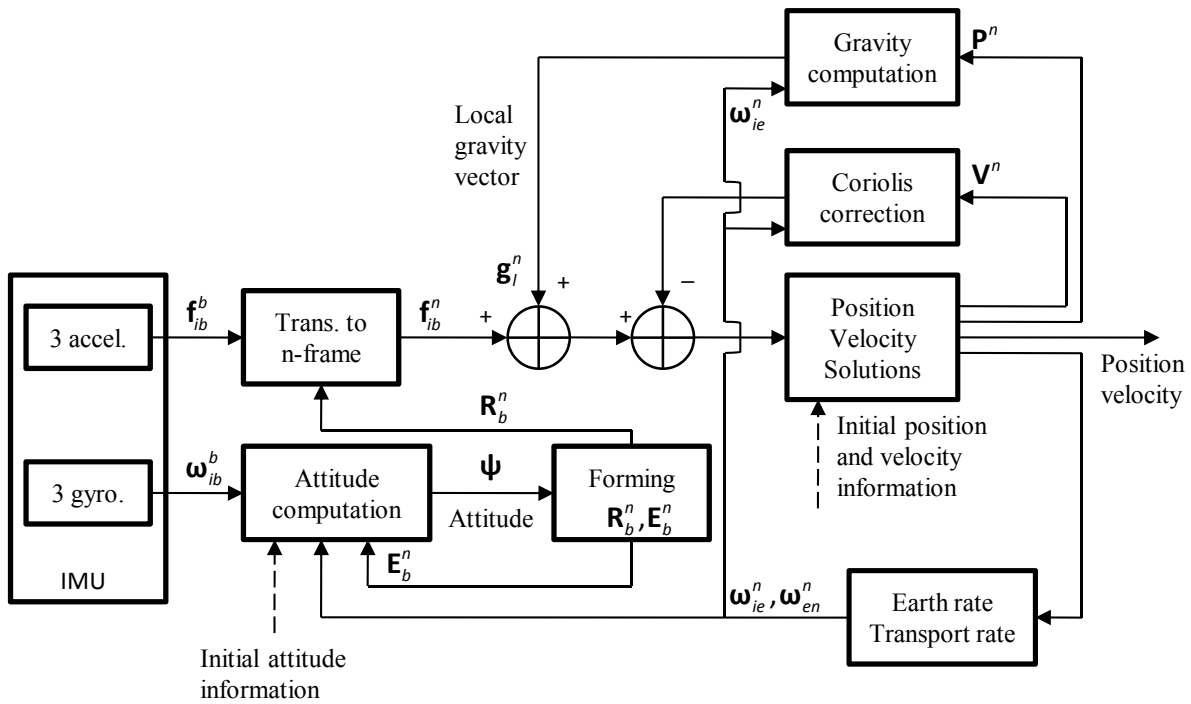 Gravity
computation
P^n
ω_ie^n
Local
gravity
vector
Coriolis
correction
V^n
g_l^n
+
−
3 accel.
f_ib^b
Trans. to
n-frame
f_ib^n
+
+
Position
Velocity
Solutions
Position
velocity
R_b^n
Initial position
and velocity
information
3 gyro.
ω_ib^b
Attitude
computation
ψ
Attitude
Forming
R_b^n, E_b^n
E_b^n
IMU
ω_ie^n, ω_en^n
Earth rate
Transport rate
Initial attitude
information